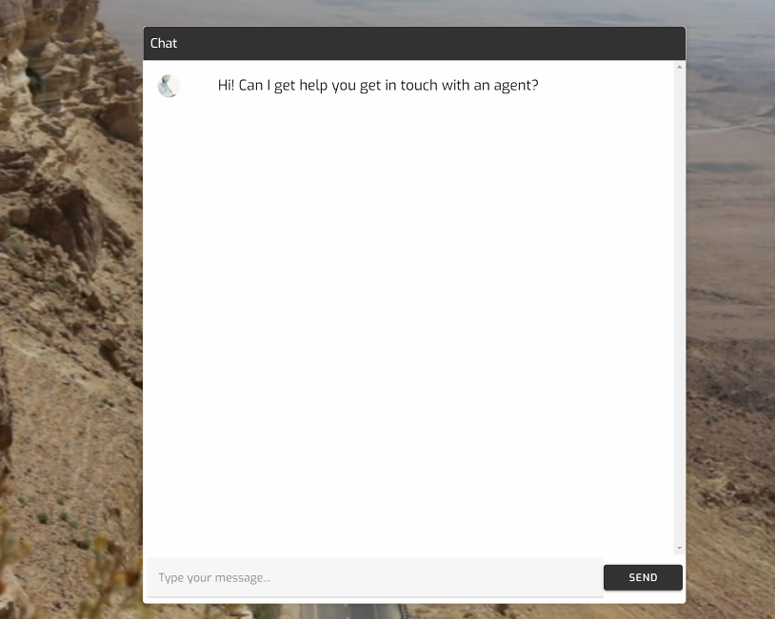 Chat
Hi! Can I get help you get in touch with an agent?
Type your message...
SEND